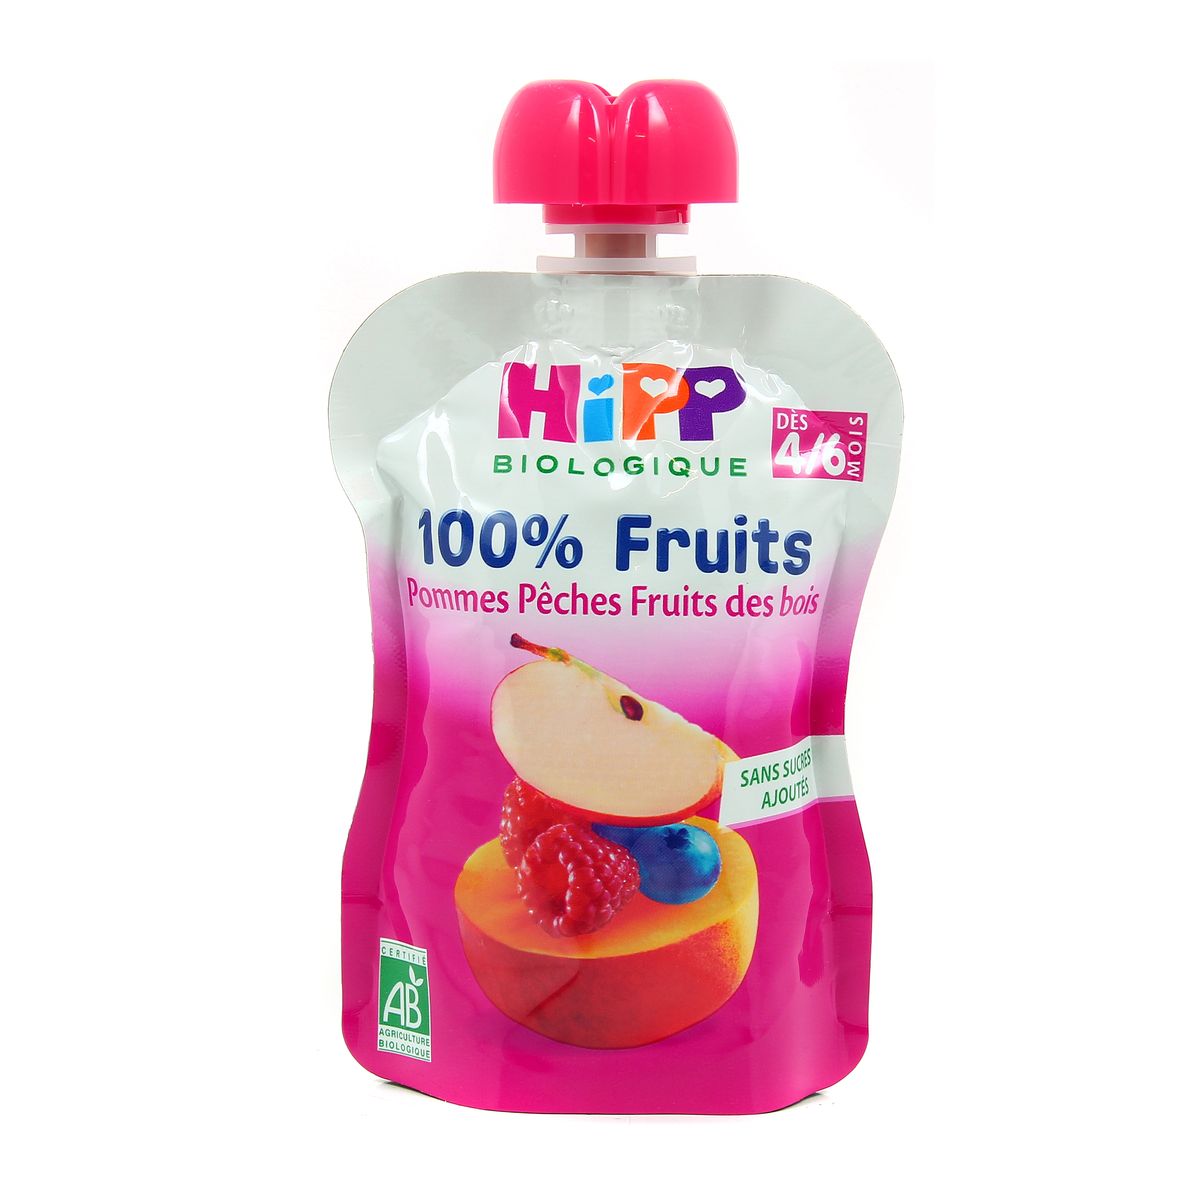 HiPP
BIOLOGIQUE
DÈS
4/6
MOIS
100% Fruits
Pommes Pêches Fruits des bois
SANS SUCRES
AJOUTÉS
CERTIFIÉ
AB
AGRICULTURE
BIOLOGIQUE